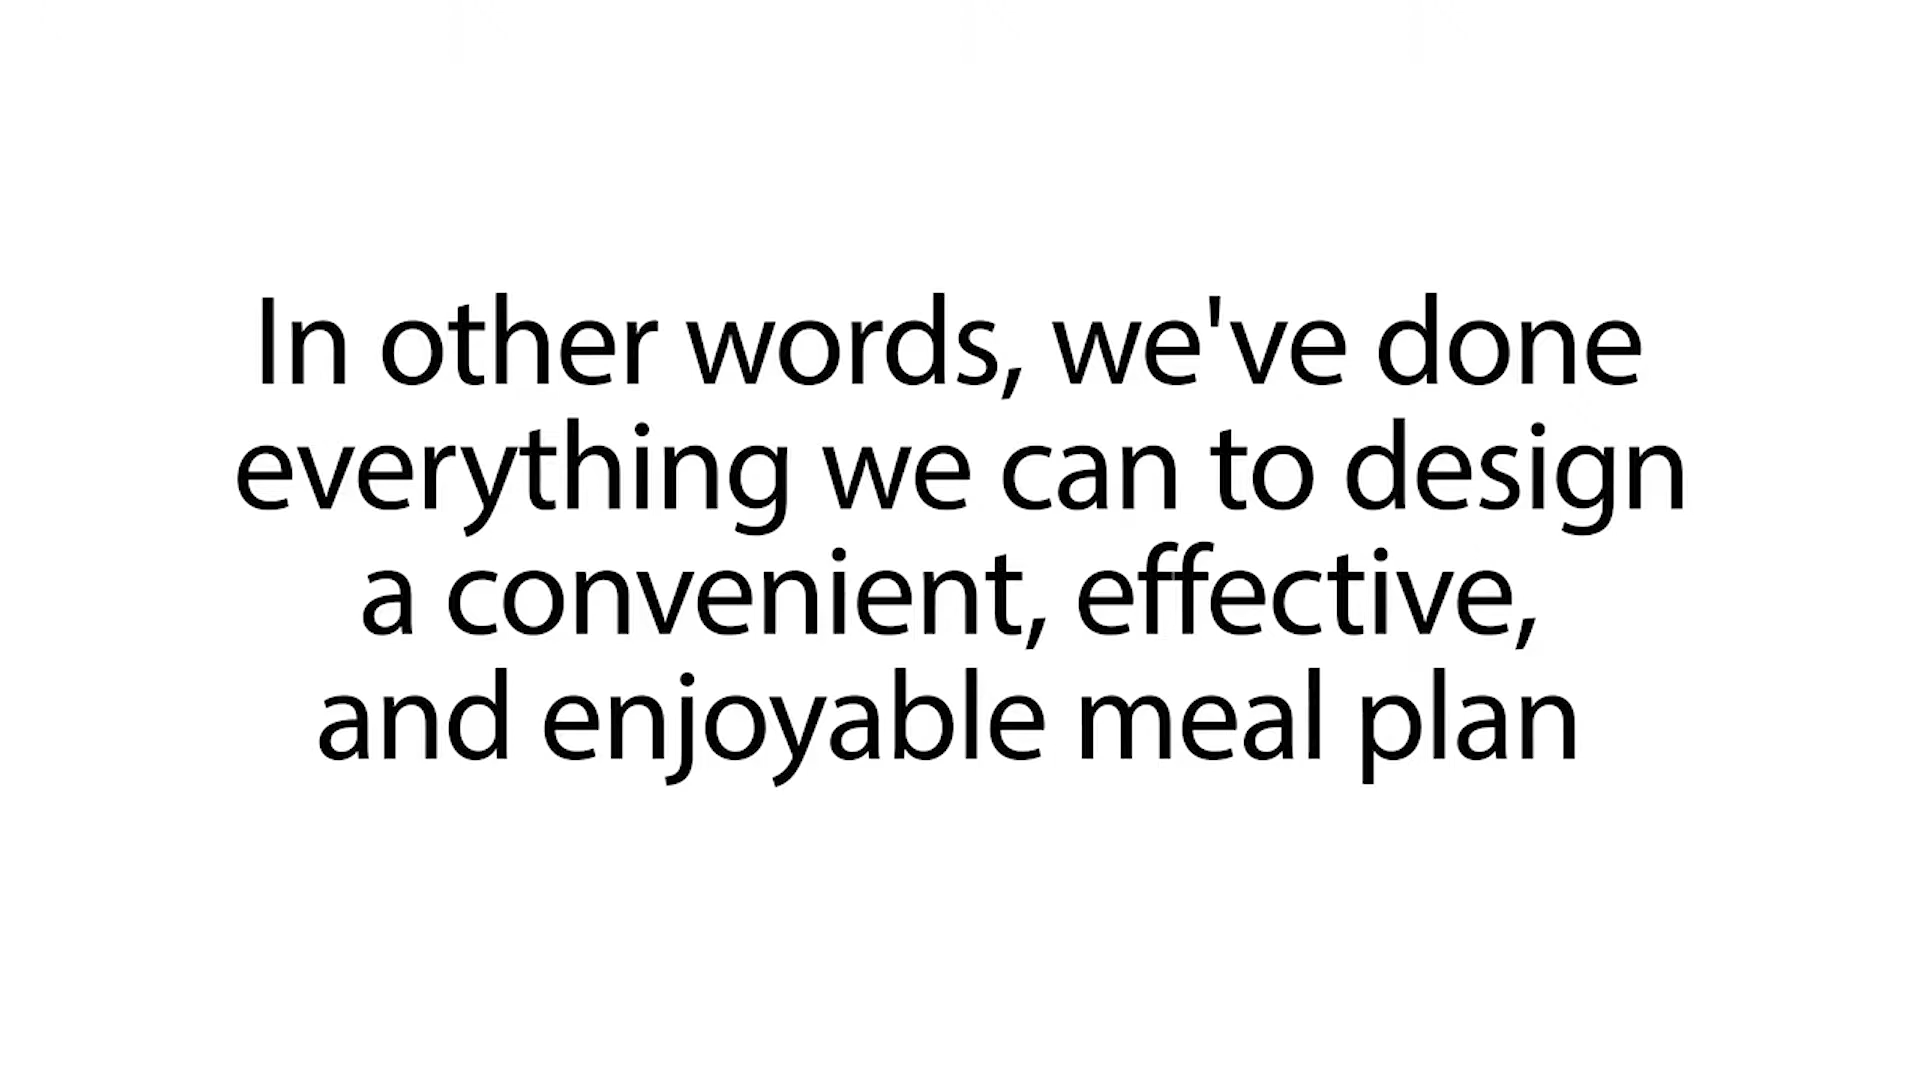 In other words, we've done
everything we can to design
a convenient, effective,
and enjoyable meal plan